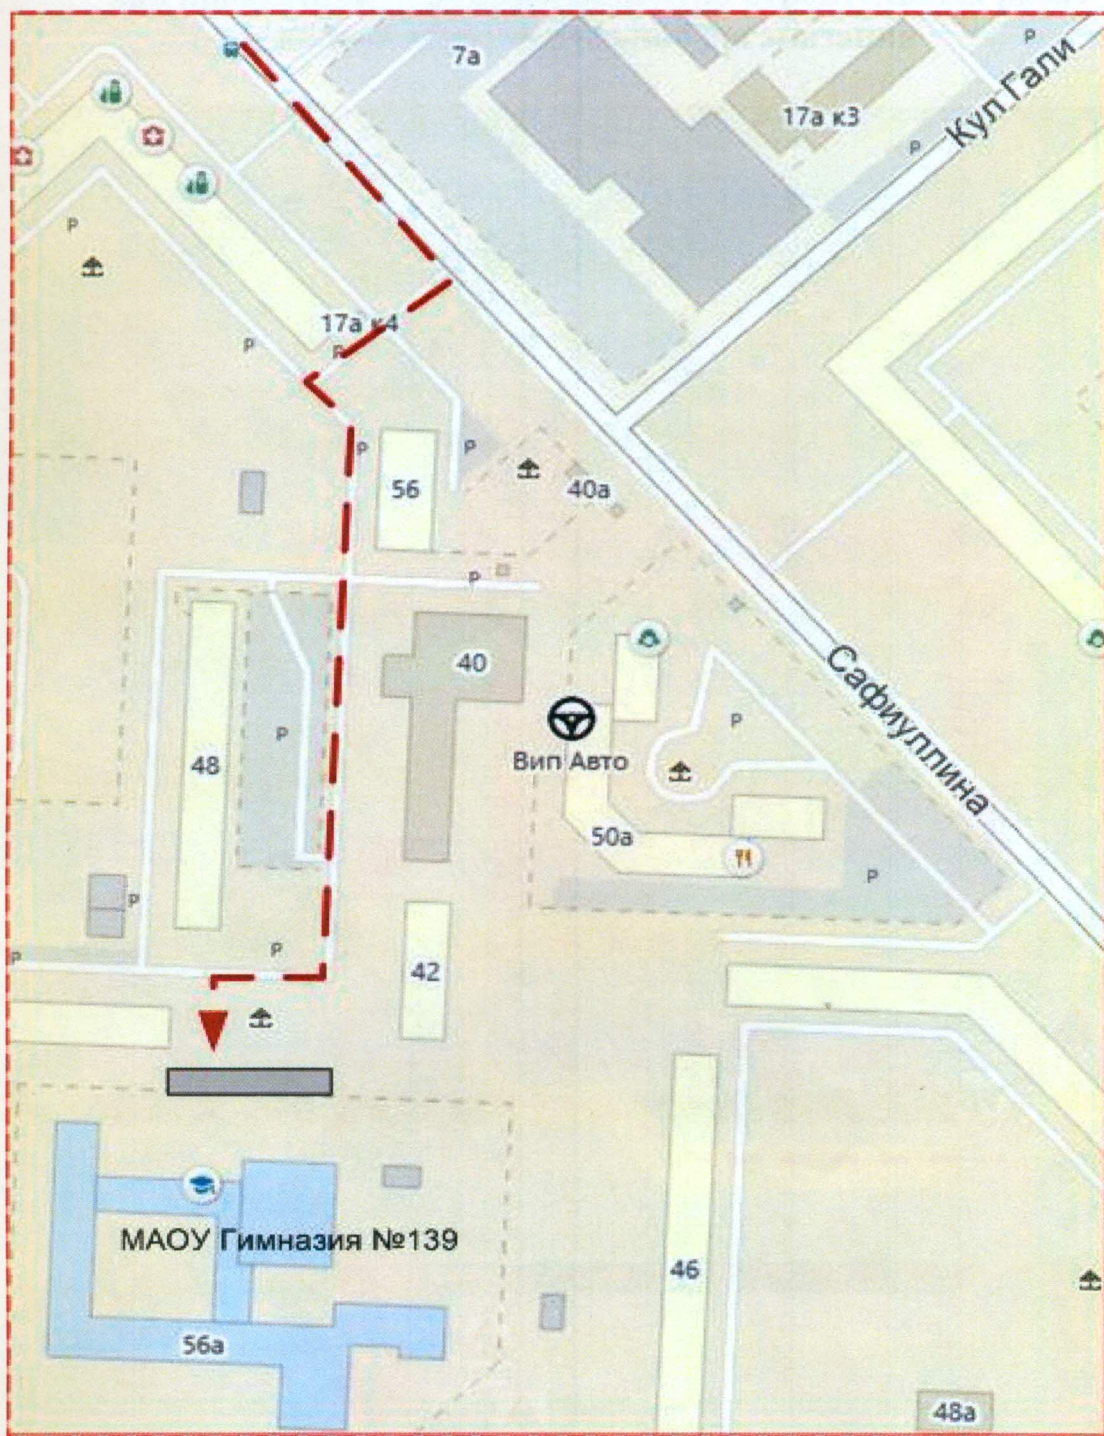 7а
Р
17а к3
Кул Гали
Р
Р
17а к4
Р
Р
Р
Р
56
40а
Р
40
Сафиуллина
Р
Р
48
Вип Авто
50а
Р
Р
Р
42
Р
МАОУ Гимназия №139
46
56а
48а